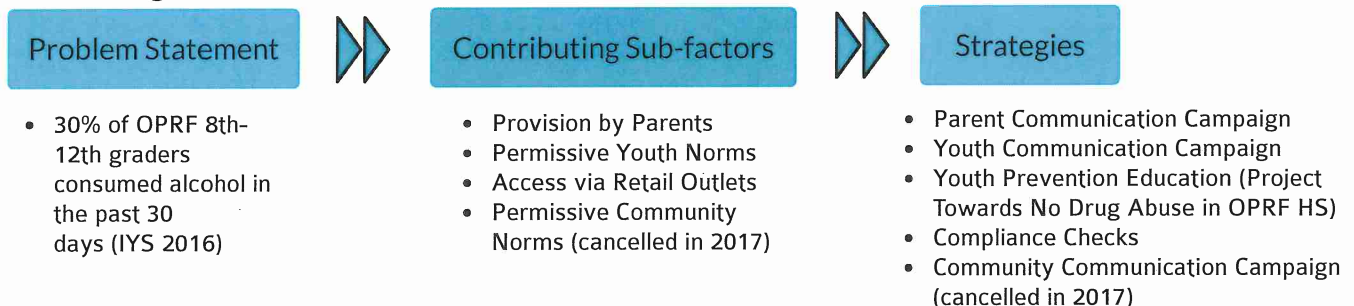 Problem Statement
• 30% of OPRF 8th-
12th graders
consumed alcohol in
the past 30
days (IYS 2016)
Contributing Sub-factors
• Provision by Parents
• Permissive Youth Norms
• Access via Retail Outlets
• Permissive Community
Norms (cancelled in 2017)
Strategies
• Parent Communication Campaign
• Youth Communication Campaign
• Youth Prevention Education (Project
Towards No Drug Abuse in OPRF HS)
• Compliance Checks
• Community Communication Campaign
(cancelled in 2017)